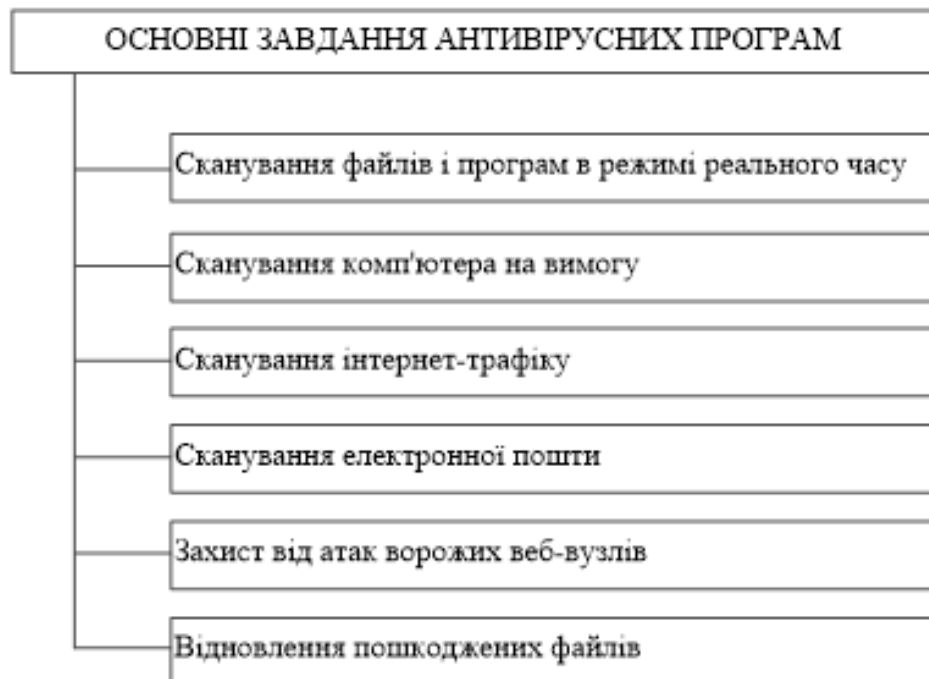 ОСНОВНІ ЗАВДАННЯ АНТИВІРУСНИХ ПРОГРАМ
Сканування файлів і програм в режимі реального часу
Сканування комп'ютера на вимогу
Сканування інтернет-трафіку
Сканування електронної пошти
Захист від атак ворожих веб-вузлів
Відновлення пошкоджених файлів